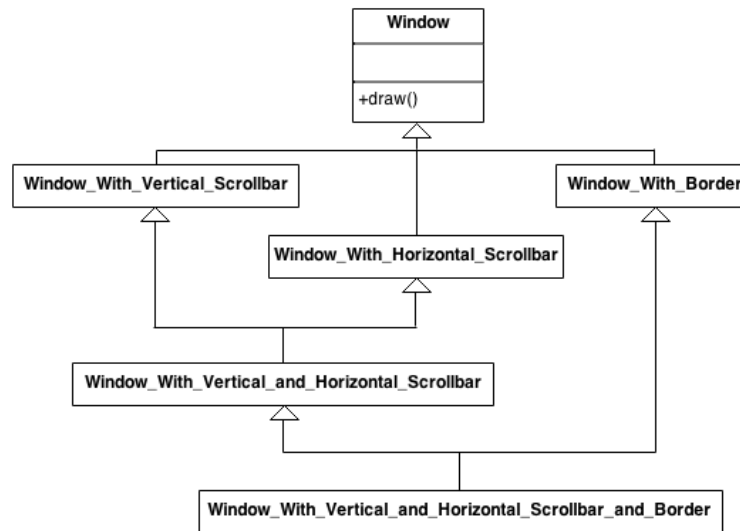 Window
+draw()
Window_With_Vertical_Scrollbar
Window_With_Border
Window_With_Horizontal_Scrollbar
Window_With_Vertical_and_Horizontal_Scrollbar
Window_With_Vertical_and_Horizontal_Scrollbar_and_Border